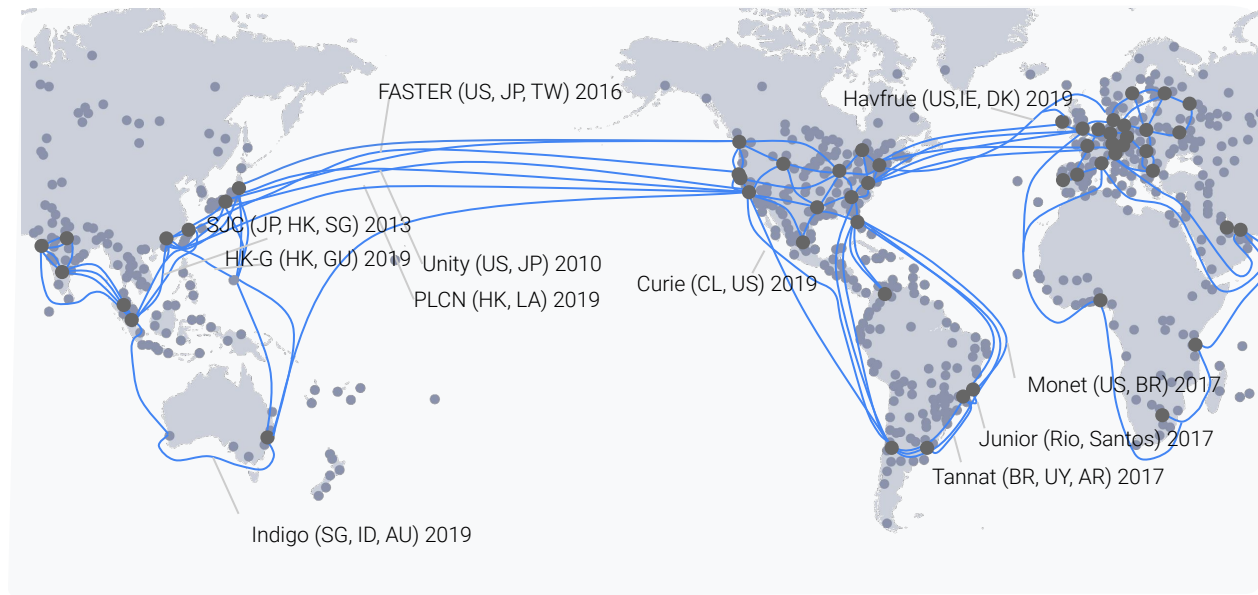 FASTER (US, JP, TW) 2016
Havfrue (US,IE, DK) 2019
SJC (JP, HK, SG) 2013
HK-G (HK, GU) 2019
Unity (US, JP) 2010
PLCN (HK, LA) 2019
Curie (CL, US) 2019
Monet (US, BR) 2017
Junior (Rio, Santos) 2017
Tannat (BR, UY, AR) 2017
Indigo (SG, ID, AU) 2019